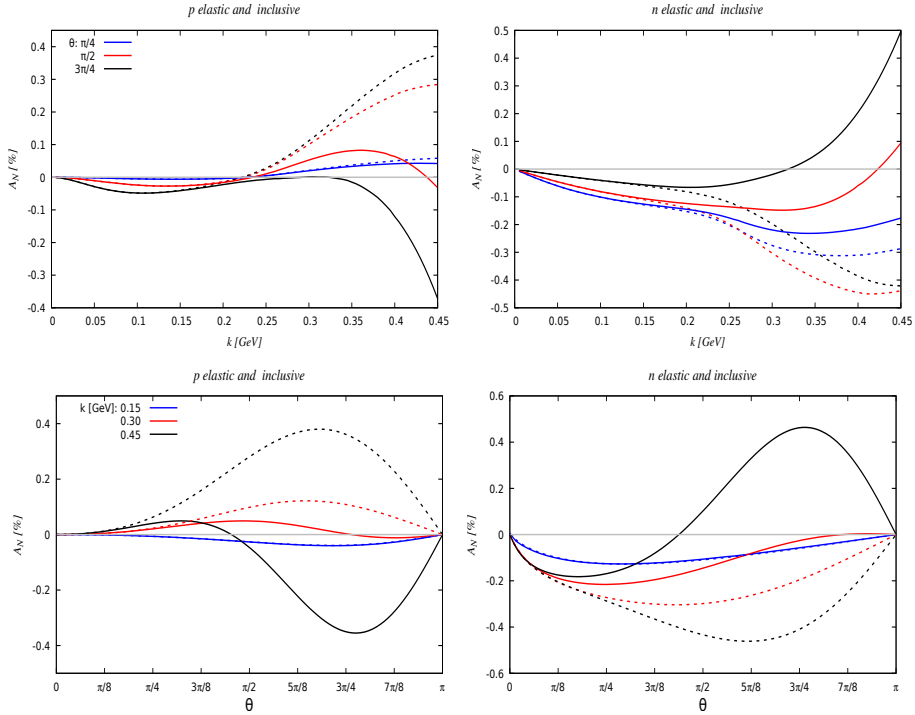 p elastic and inclusive
θ: π/4
π/2
3π/4
0.4
0.3
0.2
0.1
0
-0.1
-0.2
-0.3
-0.4
A_N [%]
0
0.05
0.1
0.15
0.2
0.25
0.3
0.35
0.4
0.45
k [GeV]
n elastic and inclusive
0.5
0.4
0.3
0.2
0.1
0
-0.1
-0.2
-0.3
-0.4
-0.5
A_N [%]
0
0.05
0.1
0.15
0.2
0.25
0.3
0.35
0.4
0.45
k [GeV]
p elastic and inclusive
k [GeV]: 0.15
0.30
0.45
0.4
0.2
0
-0.2
-0.4
A_N [%]
0
π/8
π/4
3π/8
π/2
5π/8
3π/4
7π/8
π
θ
n elastic and inclusive
0.6
0.4
0.2
0
-0.2
-0.4
-0.6
A_N [%]
0
π/8
π/4
3π/8
π/2
5π/8
3π/4
7π/8
π
θ